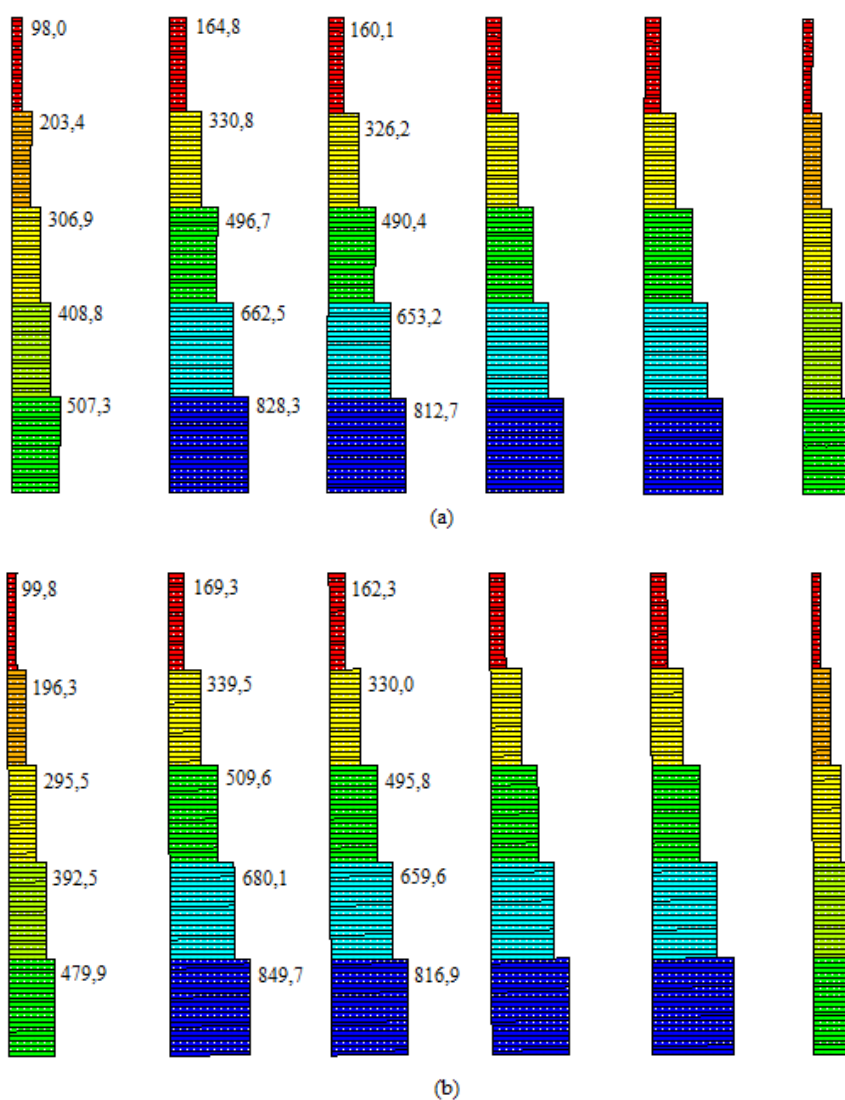 98,0 164,8 160,1
203,4 330,8 326,2
306,9 496,7 490,4
408,8 662,5 653,2
507,3 828,3 812,7
(a)
99,8 169,3 162,3
196,3 339,5 330,0
295,5 509,6 495,8
392,5 680,1 659,6
479,9 849,7 816,9
(b)